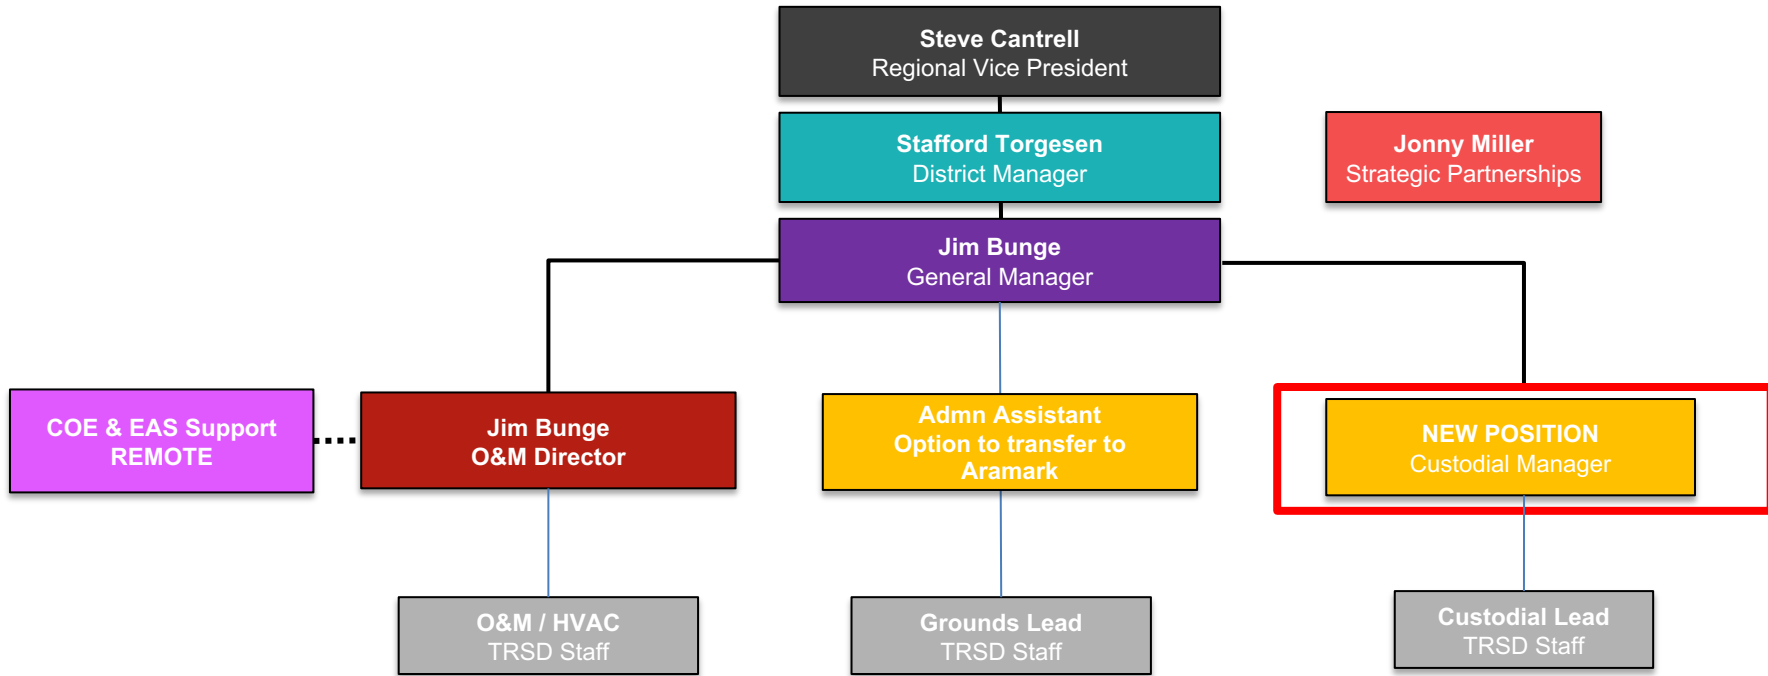 Steve Cantrell
Regional Vice President
Stafford Torgesen
District Manager
Jonny Miller
Strategic Partnerships
Jim Bunge
General Manager
COE & EAS Support
REMOTE
Jim Bunge
O&M Director
Admn Assistant
Option to transfer to
Aramark
NEW POSITION
Custodial Manager
O&M / HVAC
TRSD Staff
Grounds Lead
TRSD Staff
Custodial Lead
TRSD Staff